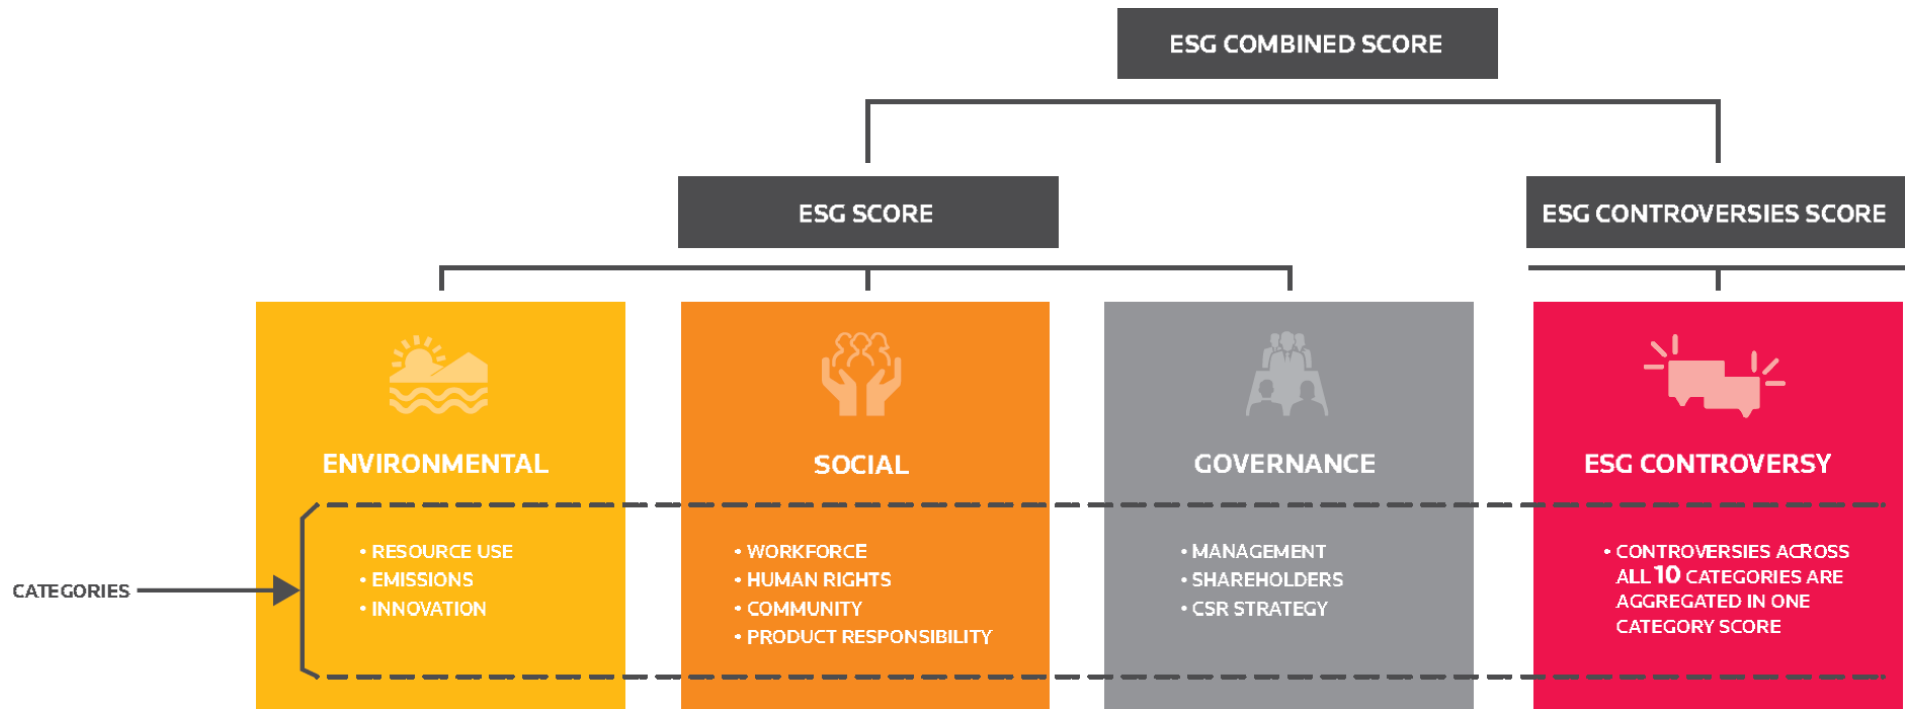 ESG COMBINED SCORE
ESG SCORE
ESG CONTROVERSIES SCORE
ENVIRONMENTAL
SOCIAL
GOVERNANCE
ESG CONTROVERSY
CATEGORIES
• RESOURCE USE
• EMISSIONS
• INNOVATION
• WORKFORCE
• HUMAN RIGHTS
• COMMUNITY
• PRODUCT RESPONSIBILITY
• MANAGEMENT
• SHAREHOLDERS
• CSR STRATEGY
• CONTROVERSIES ACROSS
ALL 10 CATEGORIES ARE
AGGREGATED IN ONE
CATEGORY SCORE